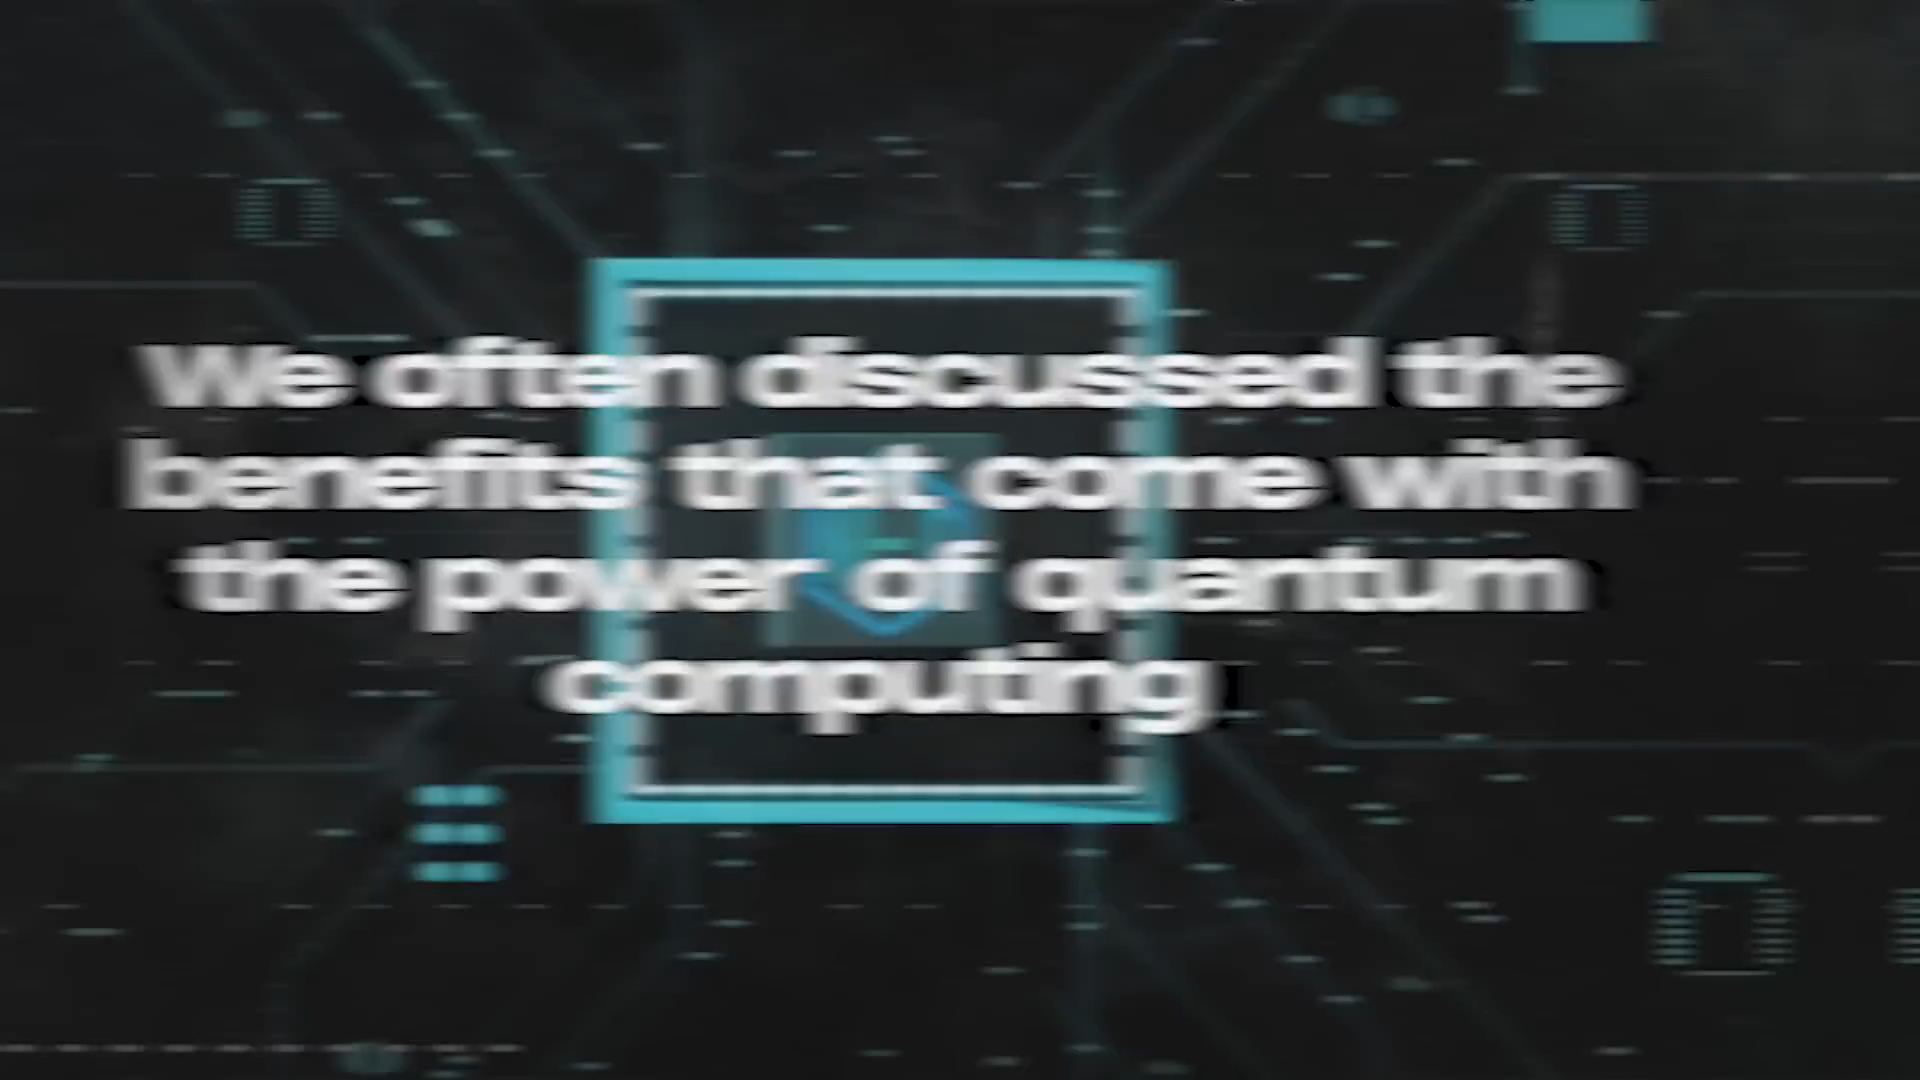 We often discussed the
benefits that come with
the power of quantum
computing